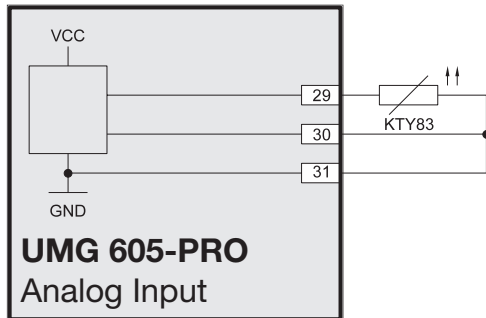 VCC
29
KTY83
30
31
GND
UMG 605-PRO
Analog Input